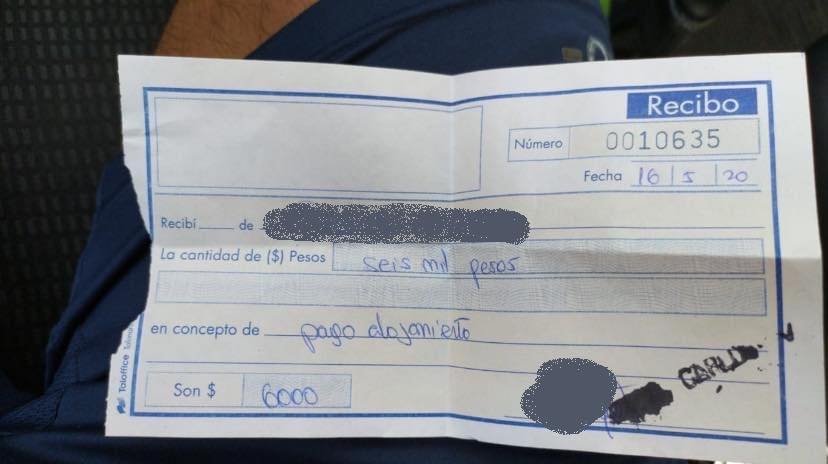 Recibo
Número 0010635
Fecha 16 | 5 | 20
Recibí de
La cantidad de ($) Pesos seis mil pesos
en concepto de pago alojamiento
Son $ 6000
Taloffice